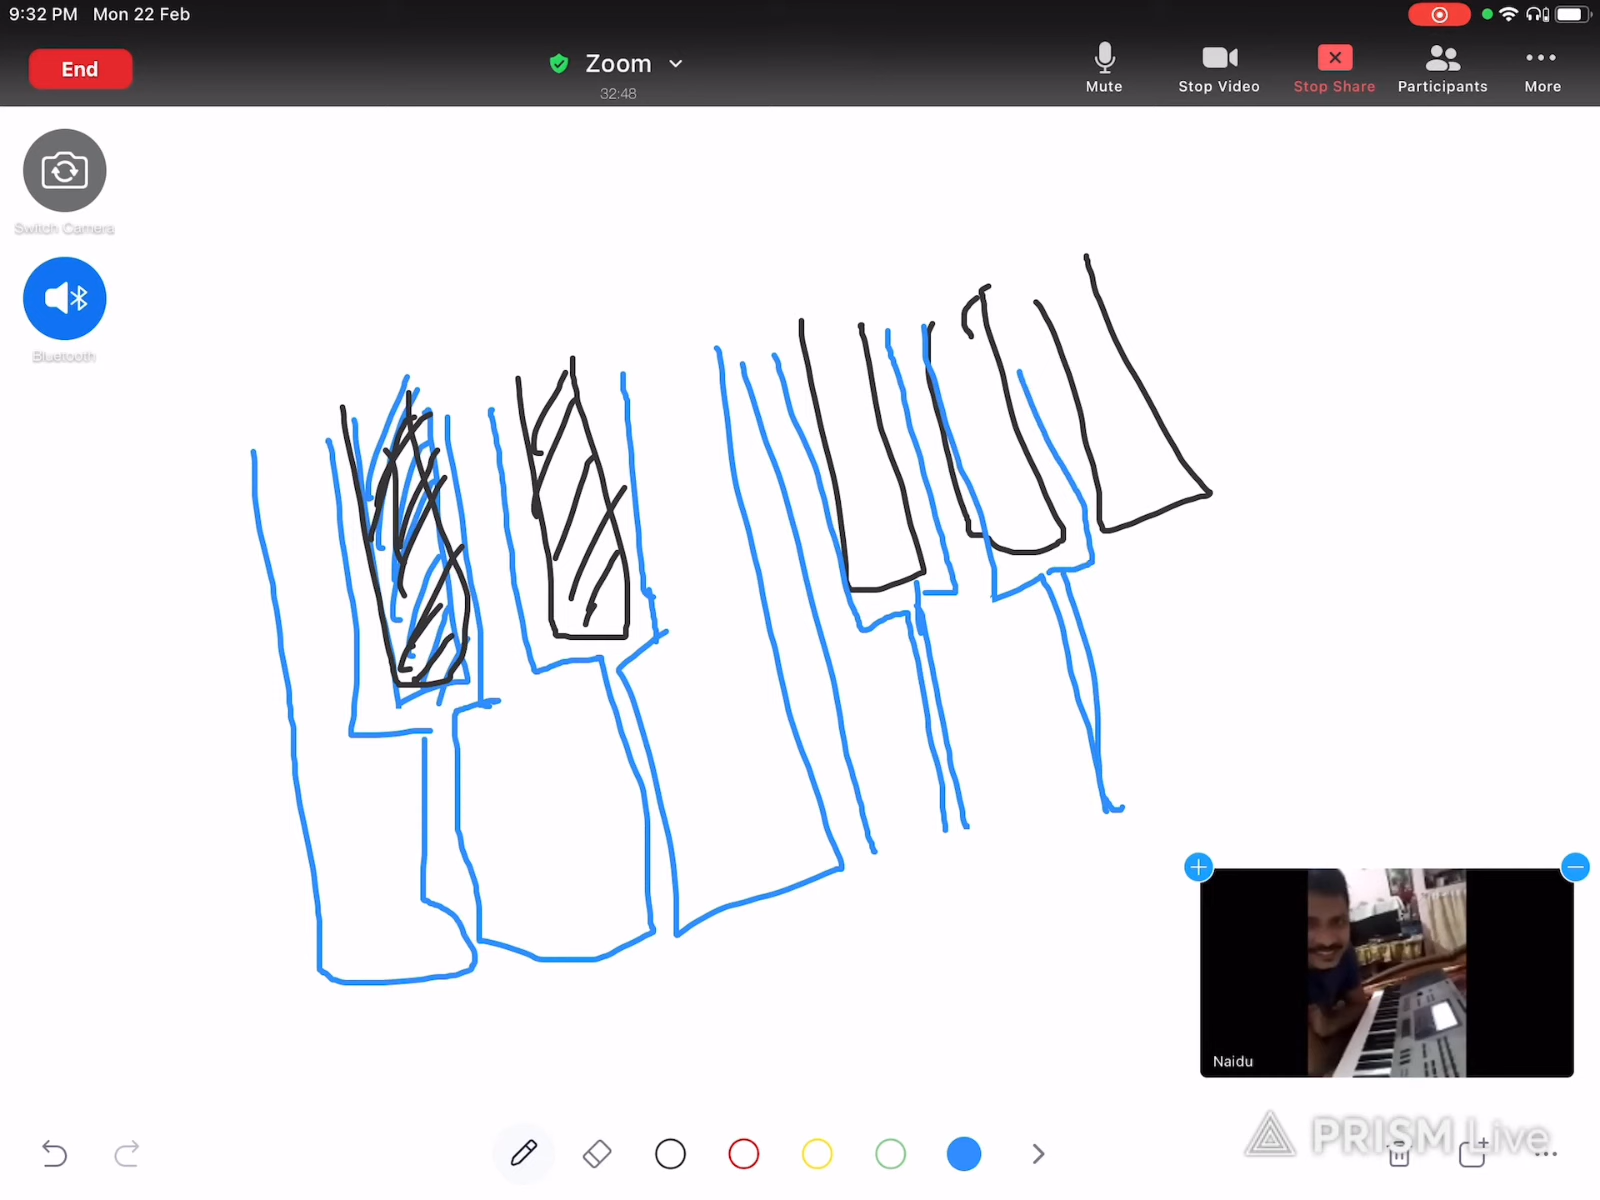 9:32 PM Mon 22 Feb
End
Zoom
32:48
Mute
Stop Video
Stop Share
Participants
More
Switch Camera
Bluetooth
Naidu
PRISM Live